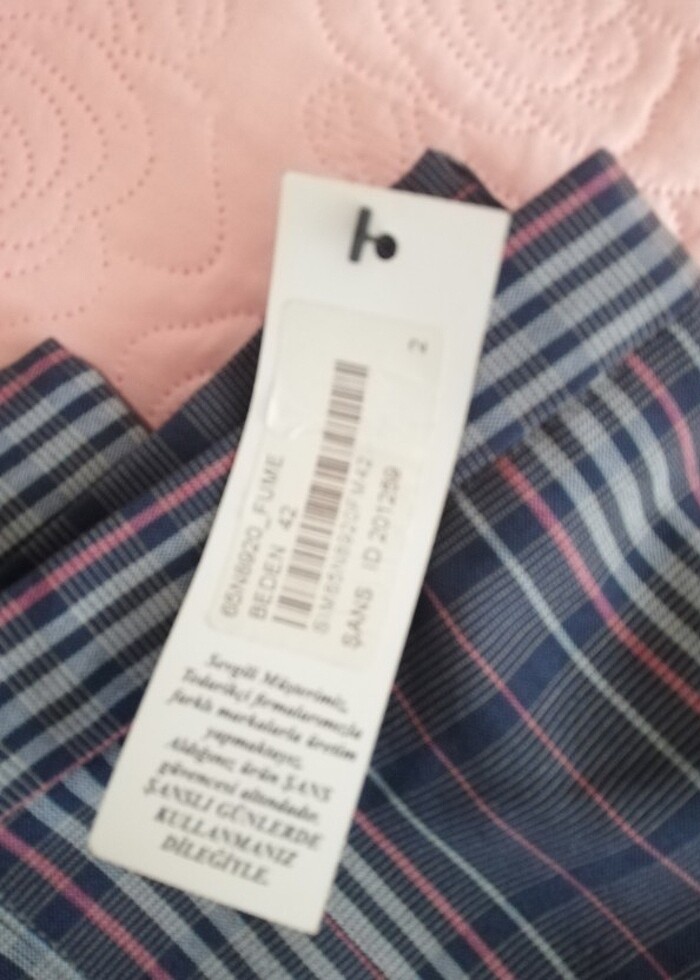 65N6920_FUME
BEDEN 42
SIM65N6920FM42
ŞANS ID 201259
Sevgili Müşterimiz,
Tedarikçi firmalarımızla
farklı markalarla üretim
yapmaktayız.
Aldığınız ürün ŞANS
güvencesi altındadır.
ŞANSLI GÜNLERDE
KULLANMANIZ
DİLEĞİYLE.